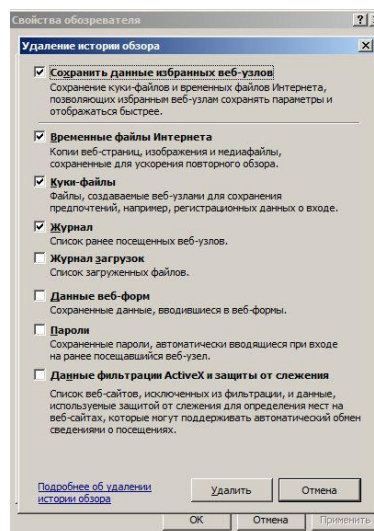 Свойства обозревателя
Удаление истории обзора
Сохранить данные избранных веб-узлов
Сохранение куки-файлов и временных файлов Интернета,
позволяющих избранным веб-узлам сохранять параметры и
отображаться быстрее.
Временные файлы Интернета
Копии веб-страниц, изображения и медиафайлы,
сохраненные для ускорения повторного обзора.
Куки-файлы
Файлы, создаваемые веб-узлами для сохранения
предпочтений, например, регистрационных данных о входе.
Журнал
Список ранее посещенных веб-узлов.
Журнал загрузок
Список загруженных файлов.
Данные веб-форм
Сохраненные данные, вводившиеся в веб-формы.
Пароли
Сохраненные пароли, автоматически вводящиеся при входе
на ранее посещавшийся веб-узел.
Данные фильтрации ActiveX и защиты от слежения
Список веб-сайтов, исключенных из фильтрации, и данные,
используемые защитой от слежения для определения мест на
веб-сайтах, которые могут поддерживать автоматический обмен
сведениями о посещениях.
Подробнее об удалении
истории обзора
Удалить
Отмена
ОК
Отмена
Применить